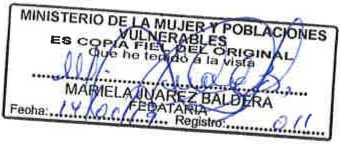 MINISTERIO DE LA MUJER Y POBLACIONES
VULNERABLES
ES COPIA FIEL DEL ORIGINAL
Que he tenido a la vista
MARIELA JUAREZ BALDERA
FEDATARIA
Fecha: Registro: 011